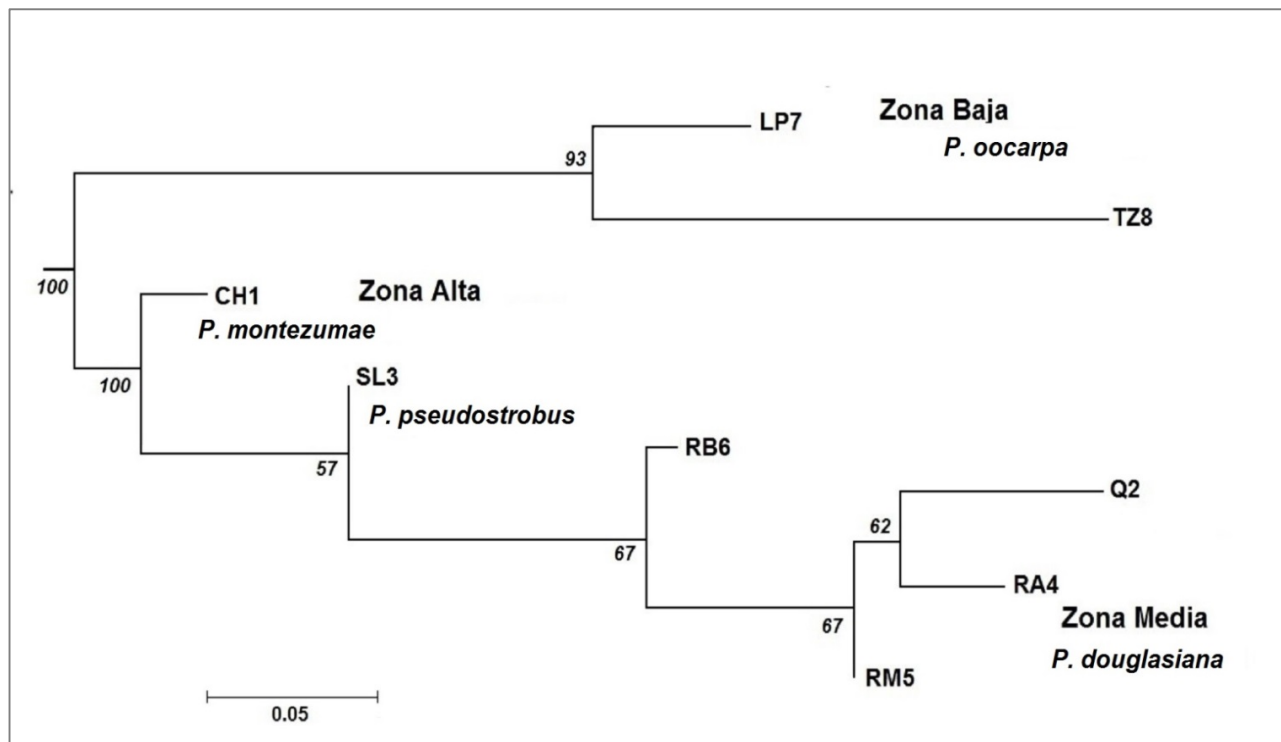 LP7
Zona Baja
P. oocarpa
93
TZ8
100
CH1
Zona Alta
P. montezumae
100
SL3
P. pseudostrobus
57
RB6
67
Q2
62
RA4
Zona Media
67
P. douglasiana
RM5
0.05